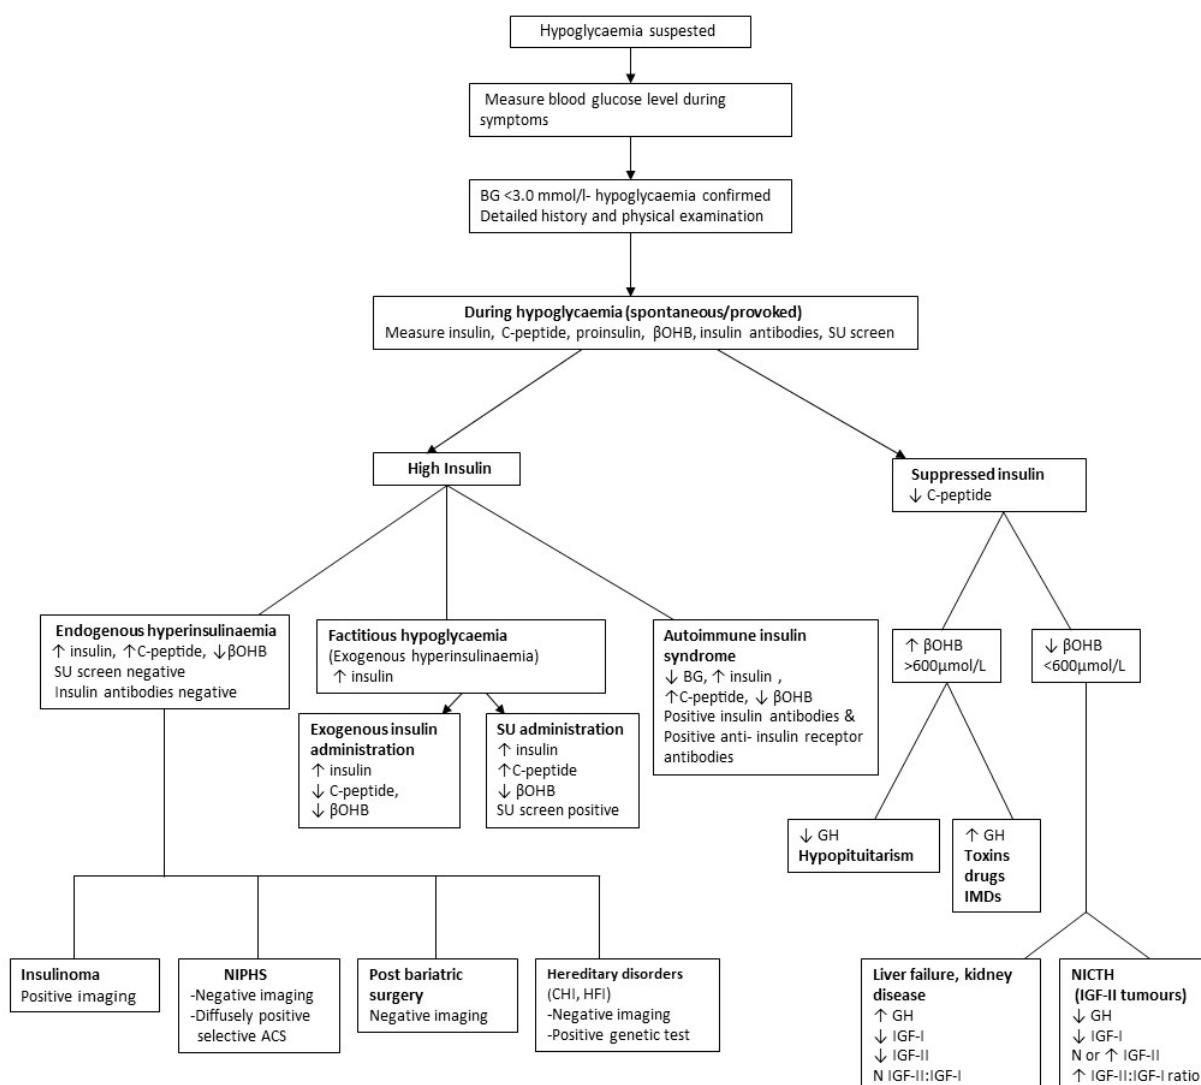 Hypoglycaemia suspested
Measure blood glucose level during
symptoms
BG <3.0 mmol/l- hypoglycaemia confirmed
Detailed history and physical examination
During hypoglycaemia (spontaneous/provoked)
Measure insulin, C-peptide, proinsulin, βOHB, insulin antibodies, SU screen
High Insulin
Suppressed insulin
↓ C-peptide
Endogenous hyperinsulinaemia
↑ insulin, ↑C-peptide, ↓βOHB
SU screen negative
Insulin antibodies negative
Factitious hypoglycaemia
(Exogenous hyperinsulinaemia)
↑ insulin
Autoimmune insulin
syndrome
↓ BG, ↑ insulin ,
↑C-peptide, ↓ βOHB
Positive insulin antibodies &
Positive anti- insulin receptor
antibodies
↑ βOHB
>600µmol/L
↓ βOHB
<600µmol/L
Exogenous insulin
administration
↑ insulin
↓ C-peptide,
↓ βOHB
SU administration
↑ insulin
↑C-peptide
↓ βOHB
SU screen positive
↓ GH
Hypopituitarism
↑ GH
Toxins
drugs
IMDs
Insulinoma
Positive imaging
NIPHS
-Negative imaging
-Diffusely positive
selective ACS
Post bariatric
surgery
Negative imaging
Hereditary disorders
(CHI, HFI)
-Negative imaging
-Positive genetic test
Liver failure, kidney
disease
↑ GH
↓ IGF-I
↓ IGF-II
N IGF-II:IGF-I
NICTH
(IGF-II tumours)
↓ GH
↓ IGF-I
N or ↑ IGF-II
↑ IGF-II:IGF-I ratio